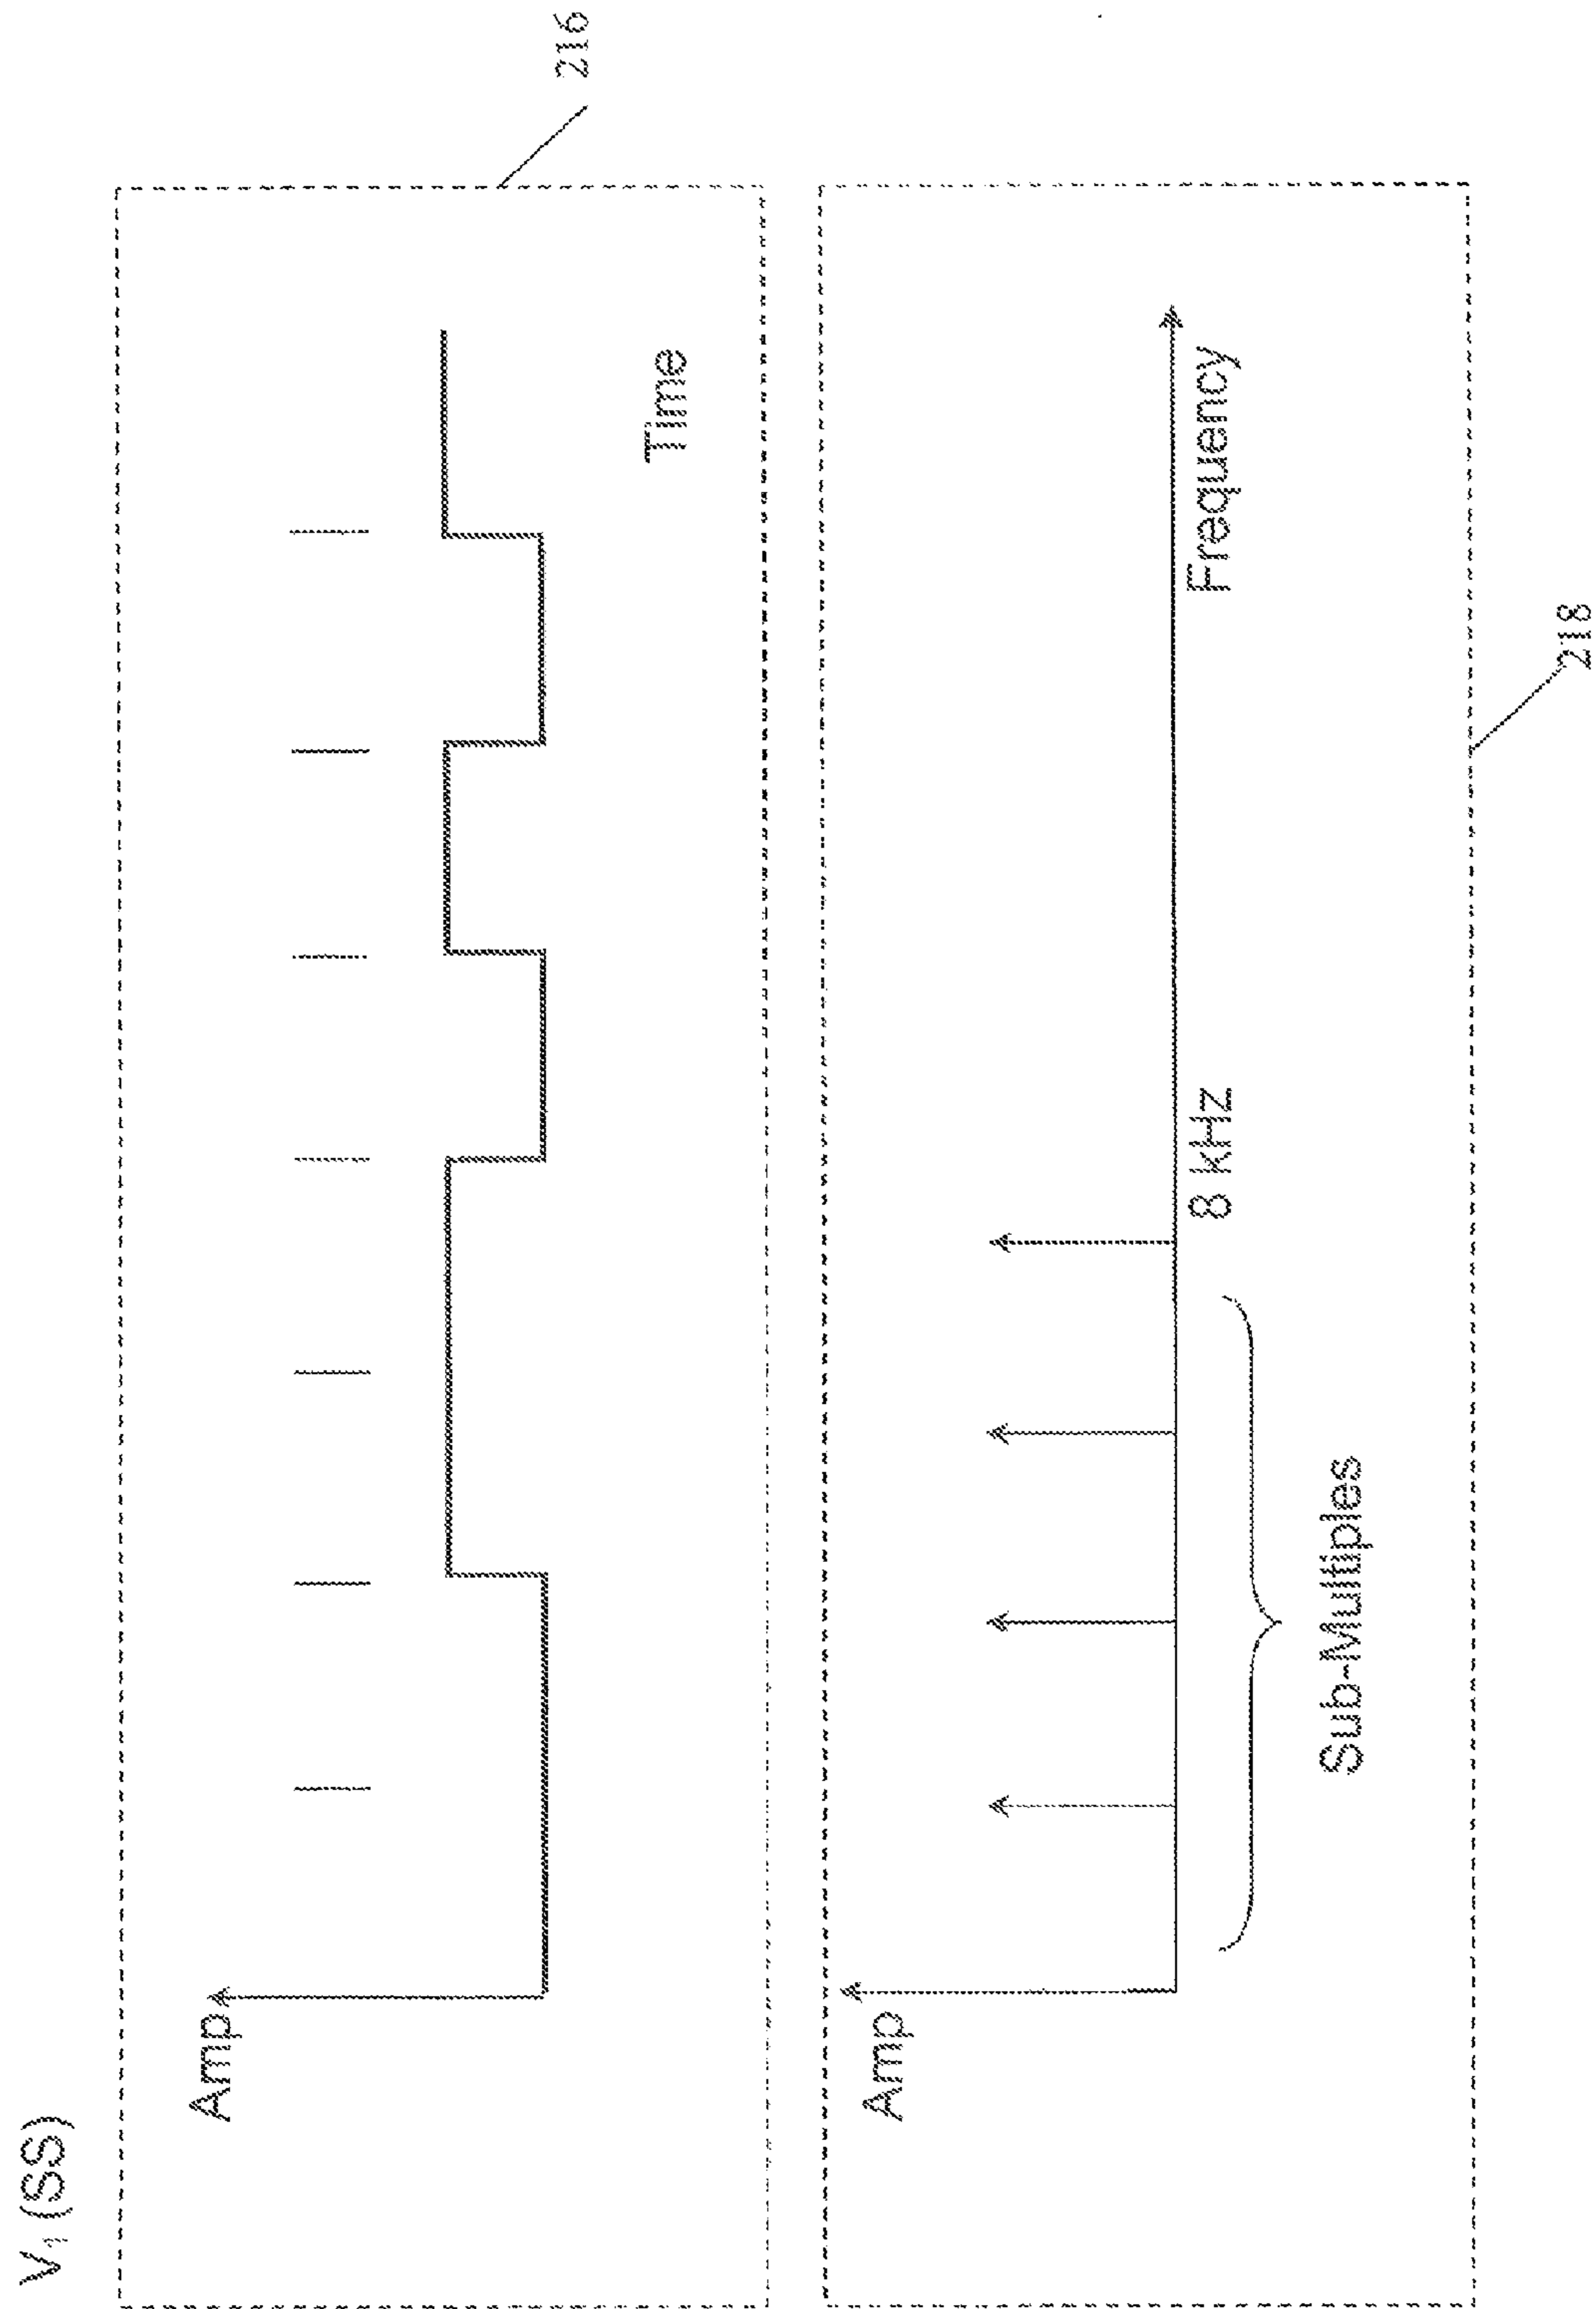 V₁ (SS)
Amp
Time
216
Amp
8 kHz
Frequency
Sub-Multiples
218